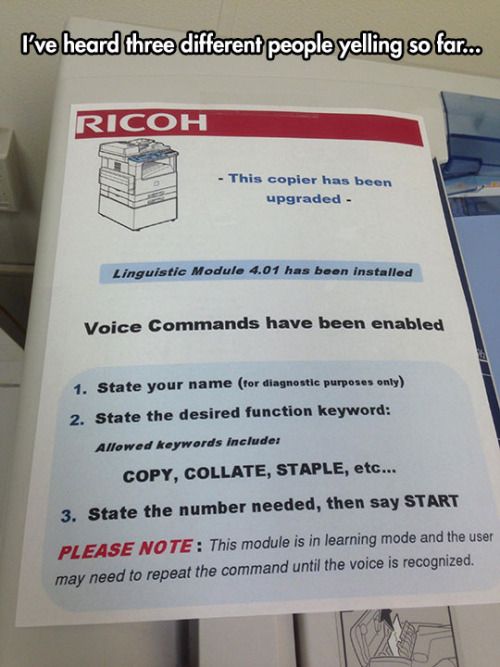 I've heard three different people yelling so far...
RICOH
- This copier has been
upgraded -
Linguistic Module 4.01 has been installed
Voice Commands have been enabled
1. State your name (for diagnostic purposes only)
2. State the desired function keyword:
Allowed keywords include:
COPY, COLLATE, STAPLE, etc...
3. State the number needed, then say START
PLEASE NOTE: This module is in learning mode and the user
may need to repeat the command until the voice is recognized.